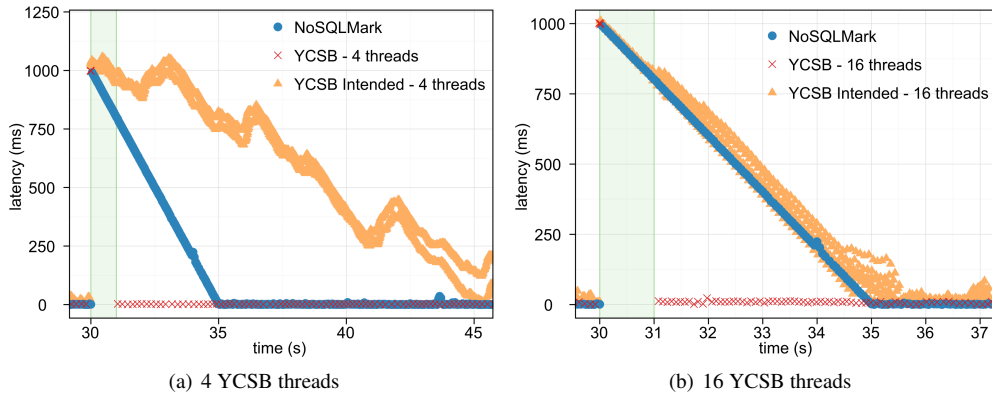 1250
1000
750
500
250
0
latency (ms)
NoSQLMark
YCSB - 4 threads
YCSB Intended - 4 threads
30 35 40 45
time (s)
(a) 4 YCSB threads
1000
750
500
250
0
latency (ms)
NoSQLMark
YCSB - 16 threads
YCSB Intended - 16 threads
30 31 32 33 34 35 36 37
time (s)
(b) 16 YCSB threads